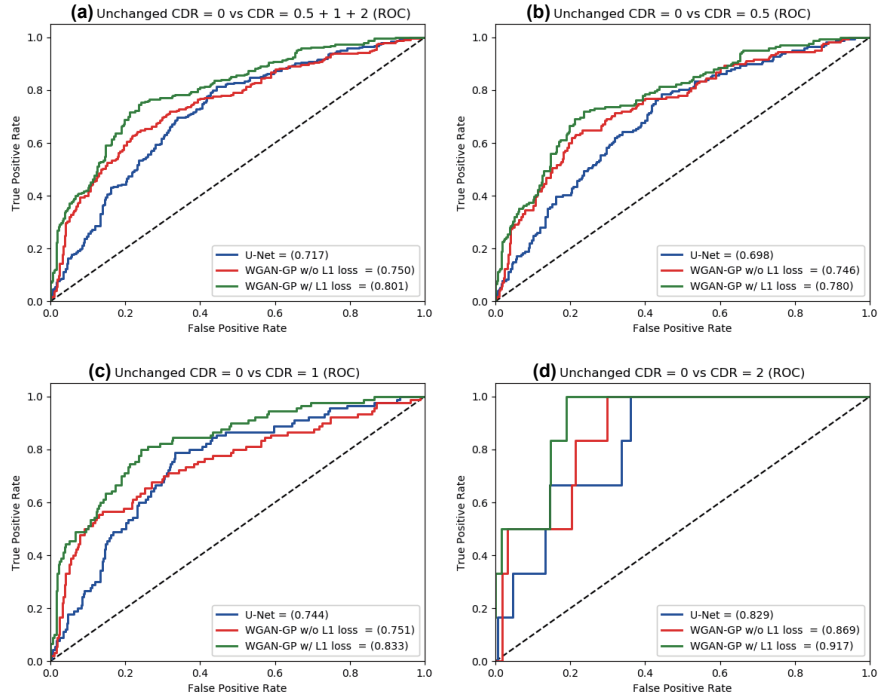 (a) Unchanged CDR = 0 vs CDR = 0.5 + 1 + 2 (ROC)
True Positive Rate
1.0
0.8
0.6
0.4
0.2
0.0
U-Net = (0.717)
WGAN-GP w/o L1 loss = (0.750)
WGAN-GP w/ L1 loss = (0.801)
0.0 0.2 0.4 0.6 0.8 1.0
False Positive Rate
(b) Unchanged CDR = 0 vs CDR = 0.5 (ROC)
True Positive Rate
1.0
0.8
0.6
0.4
0.2
0.0
U-Net = (0.698)
WGAN-GP w/o L1 loss = (0.746)
WGAN-GP w/ L1 loss = (0.780)
0.0 0.2 0.4 0.6 0.8 1.0
False Positive Rate
(c) Unchanged CDR = 0 vs CDR = 1 (ROC)
True Positive Rate
1.0
0.8
0.6
0.4
0.2
0.0
U-Net = (0.744)
WGAN-GP w/o L1 loss = (0.751)
WGAN-GP w/ L1 loss = (0.833)
0.0 0.2 0.4 0.6 0.8 1.0
False Positive Rate
(d) Unchanged CDR = 0 vs CDR = 2 (ROC)
True Positive Rate
1.0
0.8
0.6
0.4
0.2
0.0
U-Net = (0.829)
WGAN-GP w/o L1 loss = (0.869)
WGAN-GP w/ L1 loss = (0.917)
0.0 0.2 0.4 0.6 0.8 1.0
False Positive Rate